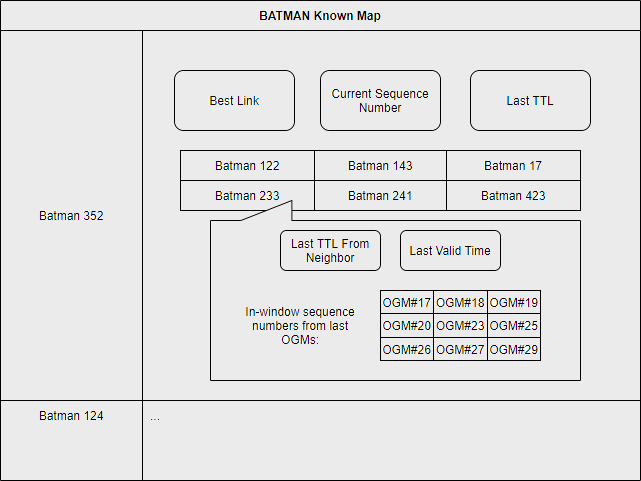 BATMAN Known Map
Batman 352
Best Link
Current Sequence
Number
Last TTL
Batman 122
Batman 143
Batman 17
Batman 233
Batman 241
Batman 423
Last TTL From
Neighbor
Last Valid Time
In-window sequence
numbers from last
OGMs:
OGM#17
OGM#18
OGM#19
OGM#20
OGM#23
OGM#25
OGM#26
OGM#27
OGM#29
Batman 124
...